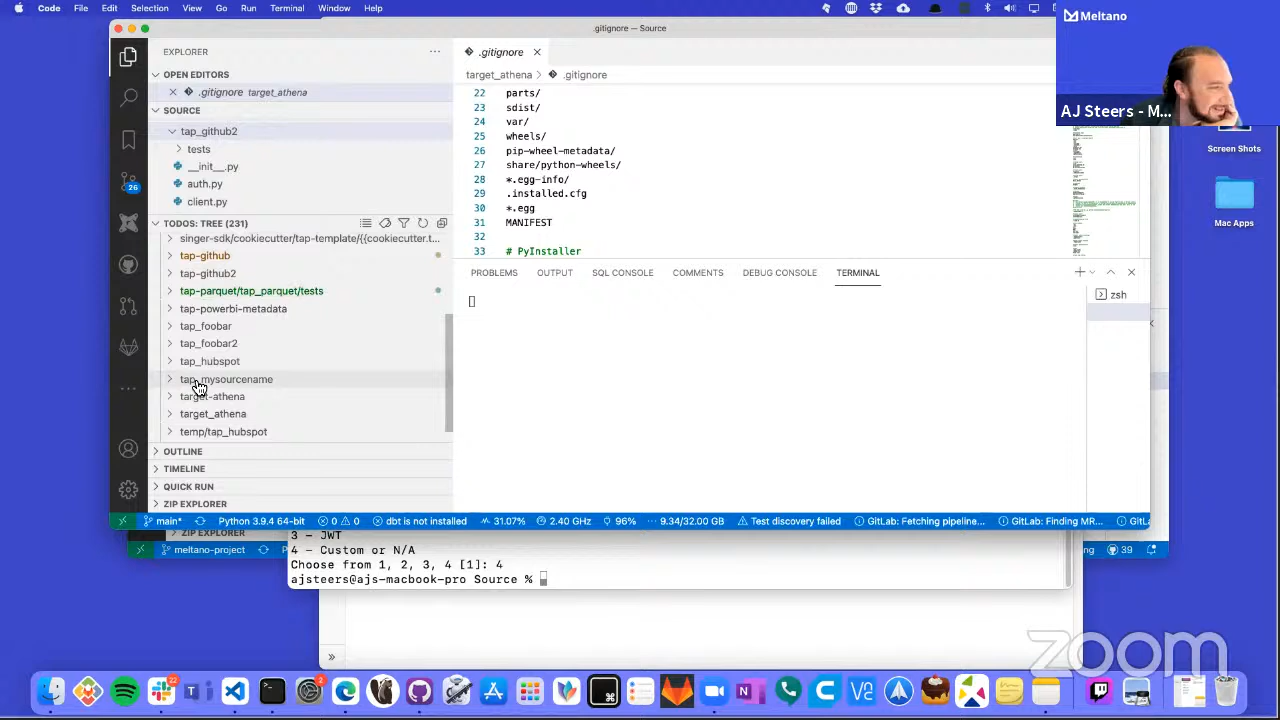 Code File Edit Selection View Go Run Terminal Window Help
Meltano
AJ Steers - M...
Screen Shots
Mac Apps
.gitignore — Source
EXPLORER
OPEN EDITORS
.gitignore target_athena
SOURCE
tap_github2
tests
__init__.py
auth.py
client.py
26
TODOS: TREE (231)
singer-sdk/cookiecutter/tap-template/{{cookiecutter.t...
tap-github
tap-github2
tap-parquet/tap_parquet/tests
tap-powerbi-metadata
tap_foobar
tap_foobar2
tap_hubspot
tap_mysourcename
target-athena
target_athena
temp/tap_hubspot
OUTLINE
TIMELINE
QUICK RUN
ZIP EXPLORER
.gitignore
target_athena > .gitignore
22 parts/
23 sdist/
24 var/
25 wheels/
26 pip-wheel-metadata/
27 share/python-wheels/
28 *.egg-info/
29 .installed.cfg
30 *.egg
31 MANIFEST
32
33 # PyInstaller
PROBLEMS OUTPUT SQL CONSOLE COMMENTS DEBUG CONSOLE TERMINAL
zsh
main* Python 3.9.4 64-bit 0 0 dbt is not installed 31.07% 2.40 GHz 96% 9.34/32.00 GB Test discovery failed GitLab: Fetching pipeline... GitLab: Finding MR... GitL
ZIP EXPLORER
meltano-project
39
3 - JWT
4 - Custom or N/A
Choose from 1, 2, 3, 4 [1]: 4
ajsteers@ajs-macbook-pro Source %
zoom
22
2